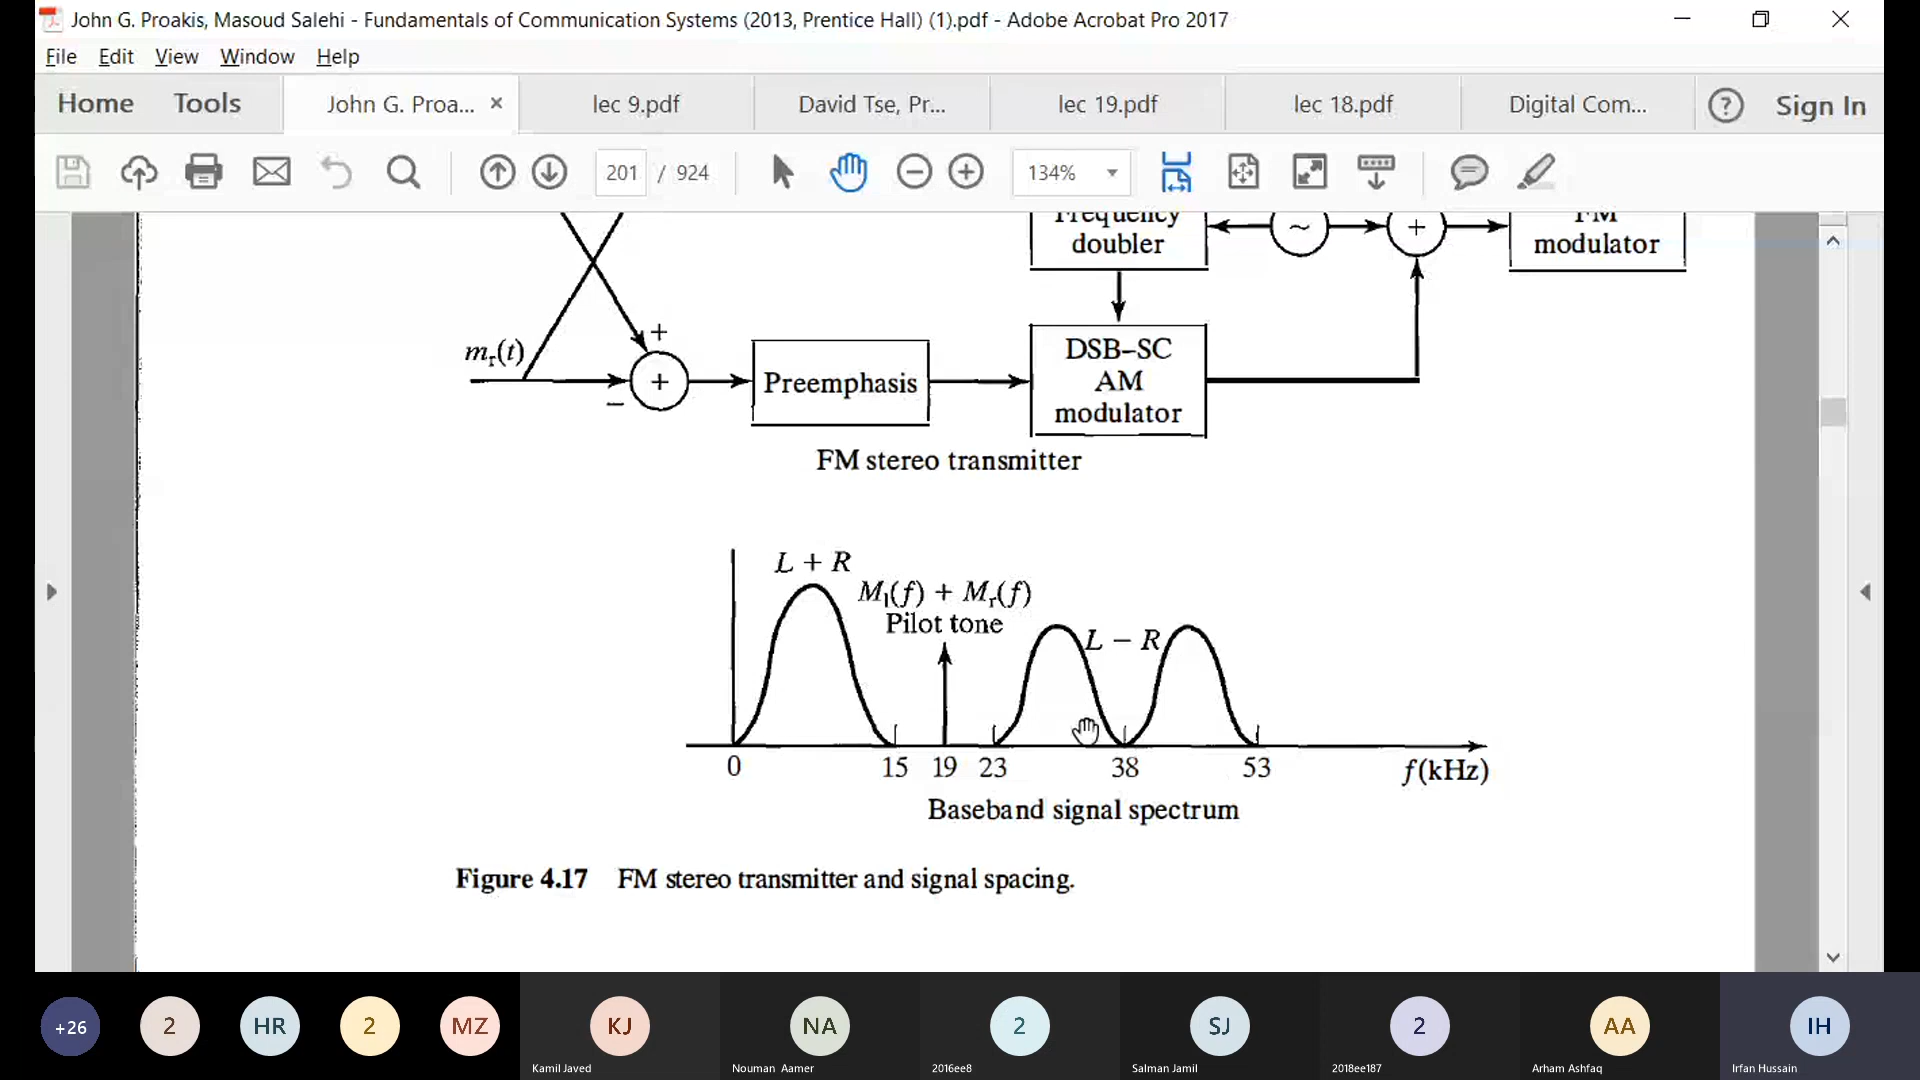 John G. Proakis, Masoud Salehi - Fundamentals of Communication Systems (2013, Prentice Hall) (1).pdf - Adobe Acrobat Pro 2017
File Edit View Window Help
Home Tools John G. Proa... × lec 9.pdf David Tse, Pr... lec 19.pdf lec 18.pdf Digital Com... ? Sign In
201 / 924 134%
Frequency ~ + FM
doubler modulator
+
mᵣ(t) DSB–SC
+ Preemphasis AM
− modulator
FM stereo transmitter
L + R
Mₗ(f) + Mᵣ(f)
Pilot tone
L − R
0 15 19 23 38 53 f(kHz)
Baseband signal spectrum
Figure 4.17 FM stereo transmitter and signal spacing.
+26 2 HR 2 MZ KJ NA 2 SJ 2 AA IH
Kamil Javed Nouman Aamer 2016ee8 Salman Jamil 2018ee187 Arham Ashfaq Irfan Hussain